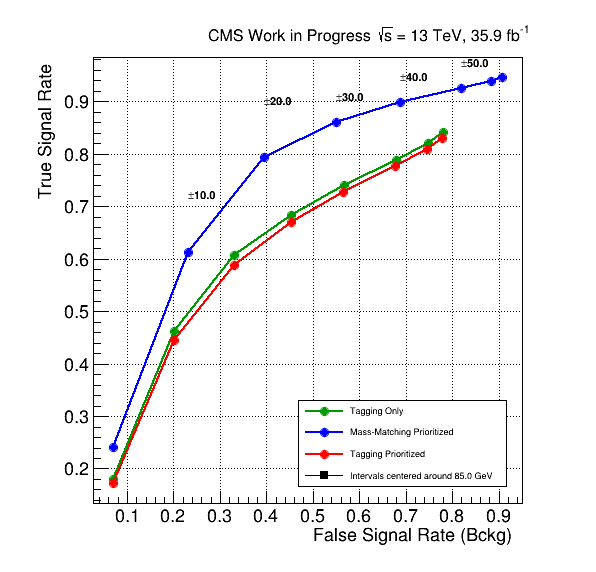 CMS Work in Progress √s = 13 TeV, 35.9 fb⁻¹
True Signal Rate
0.9
0.8
0.7
0.6
0.5
0.4
0.3
0.2
±10.0
±20.0
±30.0
±40.0
±50.0
Tagging Only
Mass-Matching Prioritized
Tagging Prioritized
Intervals centered around 85.0 GeV
0.1 0.2 0.3 0.4 0.5 0.6 0.7 0.8 0.9
False Signal Rate (Bckg)